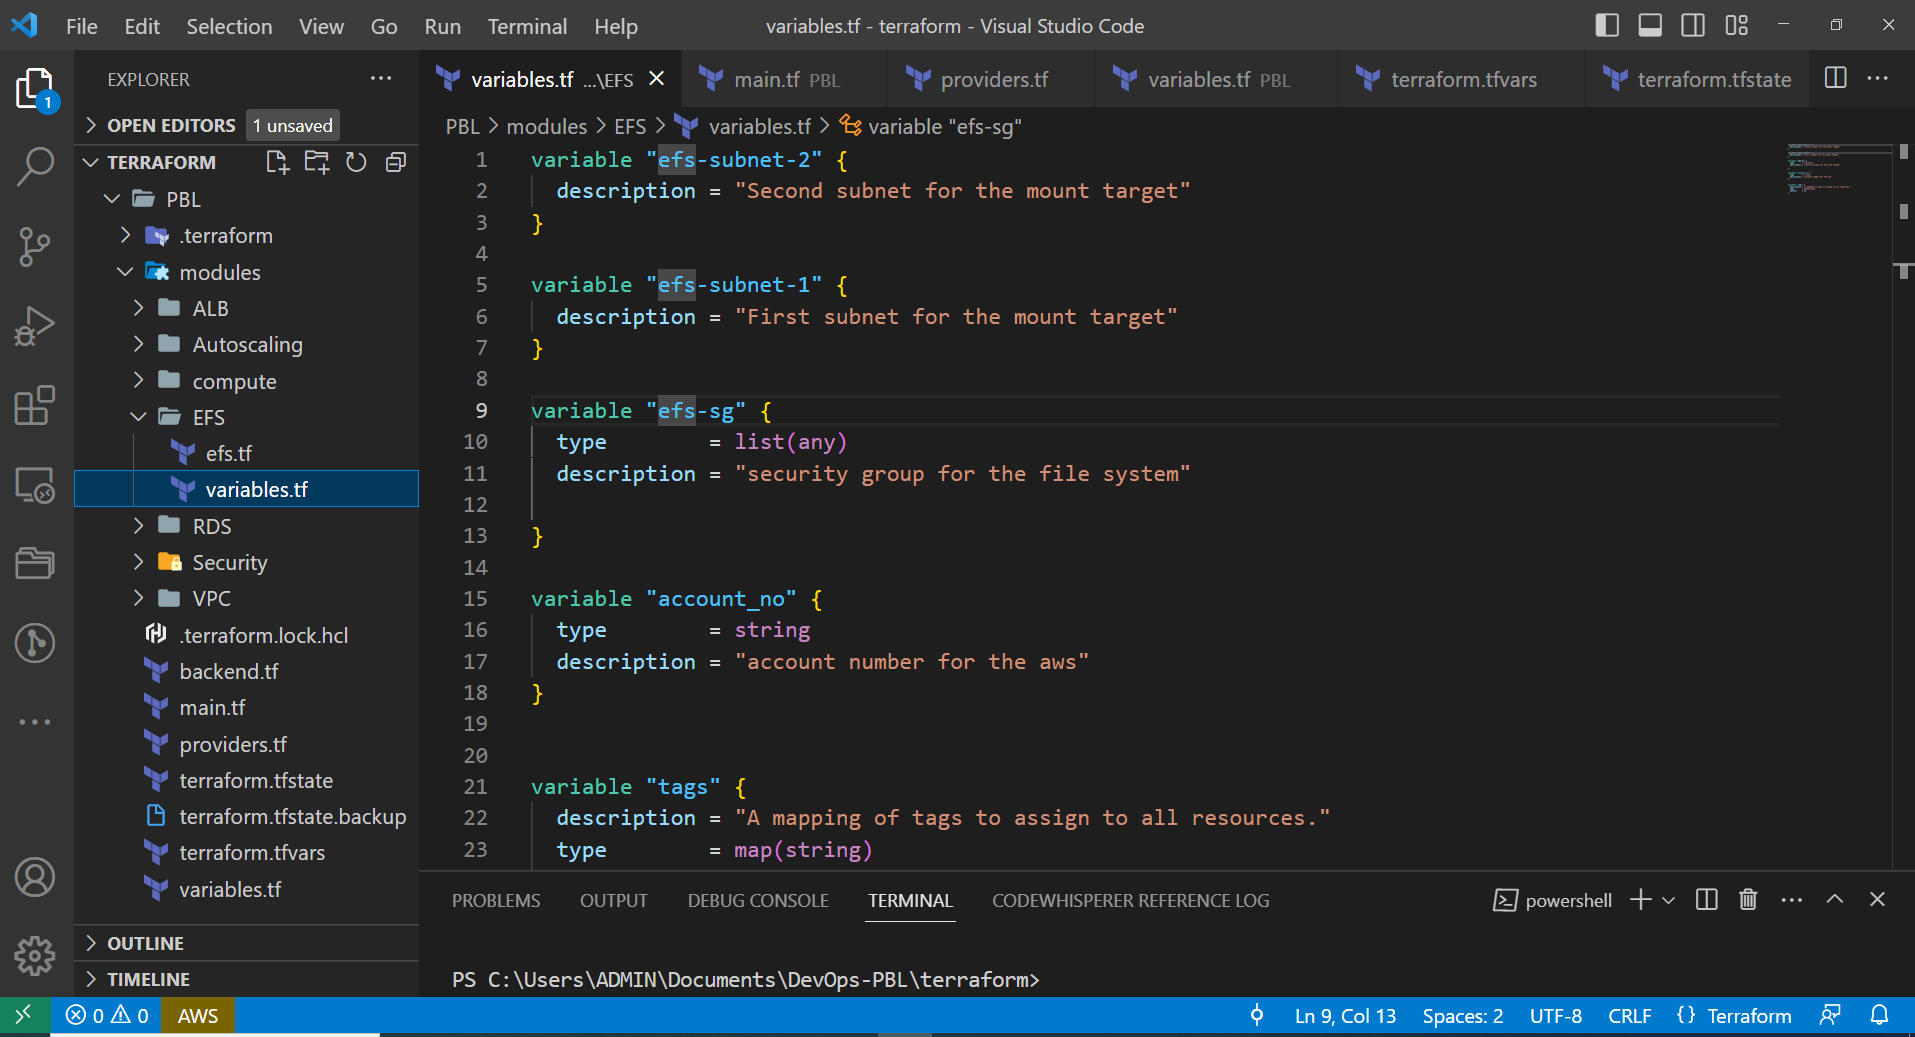 File Edit Selection View Go Run Terminal Help
variables.tf - terraform - Visual Studio Code
1
EXPLORER
OPEN EDITORS 1 unsaved
TERRAFORM
PBL
.terraform
modules
ALB
Autoscaling
compute
EFS
efs.tf
variables.tf
RDS
Security
VPC
.terraform.lock.hcl
backend.tf
main.tf
providers.tf
terraform.tfstate
terraform.tfstate.backup
terraform.tfvars
variables.tf
OUTLINE
TIMELINE
variables.tf ...\EFS main.tf PBL providers.tf variables.tf PBL terraform.tfvars terraform.tfstate
PBL > modules > EFS > variables.tf > variable "efs-sg"
1 variable "efs-subnet-2" {
2 description = "Second subnet for the mount target"
3 }
4
5 variable "efs-subnet-1" {
6 description = "First subnet for the mount target"
7 }
8
9 variable "efs-sg" {
10 type = list(any)
11 description = "security group for the file system"
12
13 }
14
15 variable "account_no" {
16 type = string
17 description = "account number for the aws"
18 }
19
20
21 variable "tags" {
22 description = "A mapping of tags to assign to all resources."
23 type = map(string)
PROBLEMS OUTPUT DEBUG CONSOLE TERMINAL CODEWHISPERER REFERENCE LOG powershell
PS C:\Users\ADMIN\Documents\DevOps-PBL\terraform>
0 0 AWS Ln 9, Col 13 Spaces: 2 UTF-8 CRLF {} Terraform